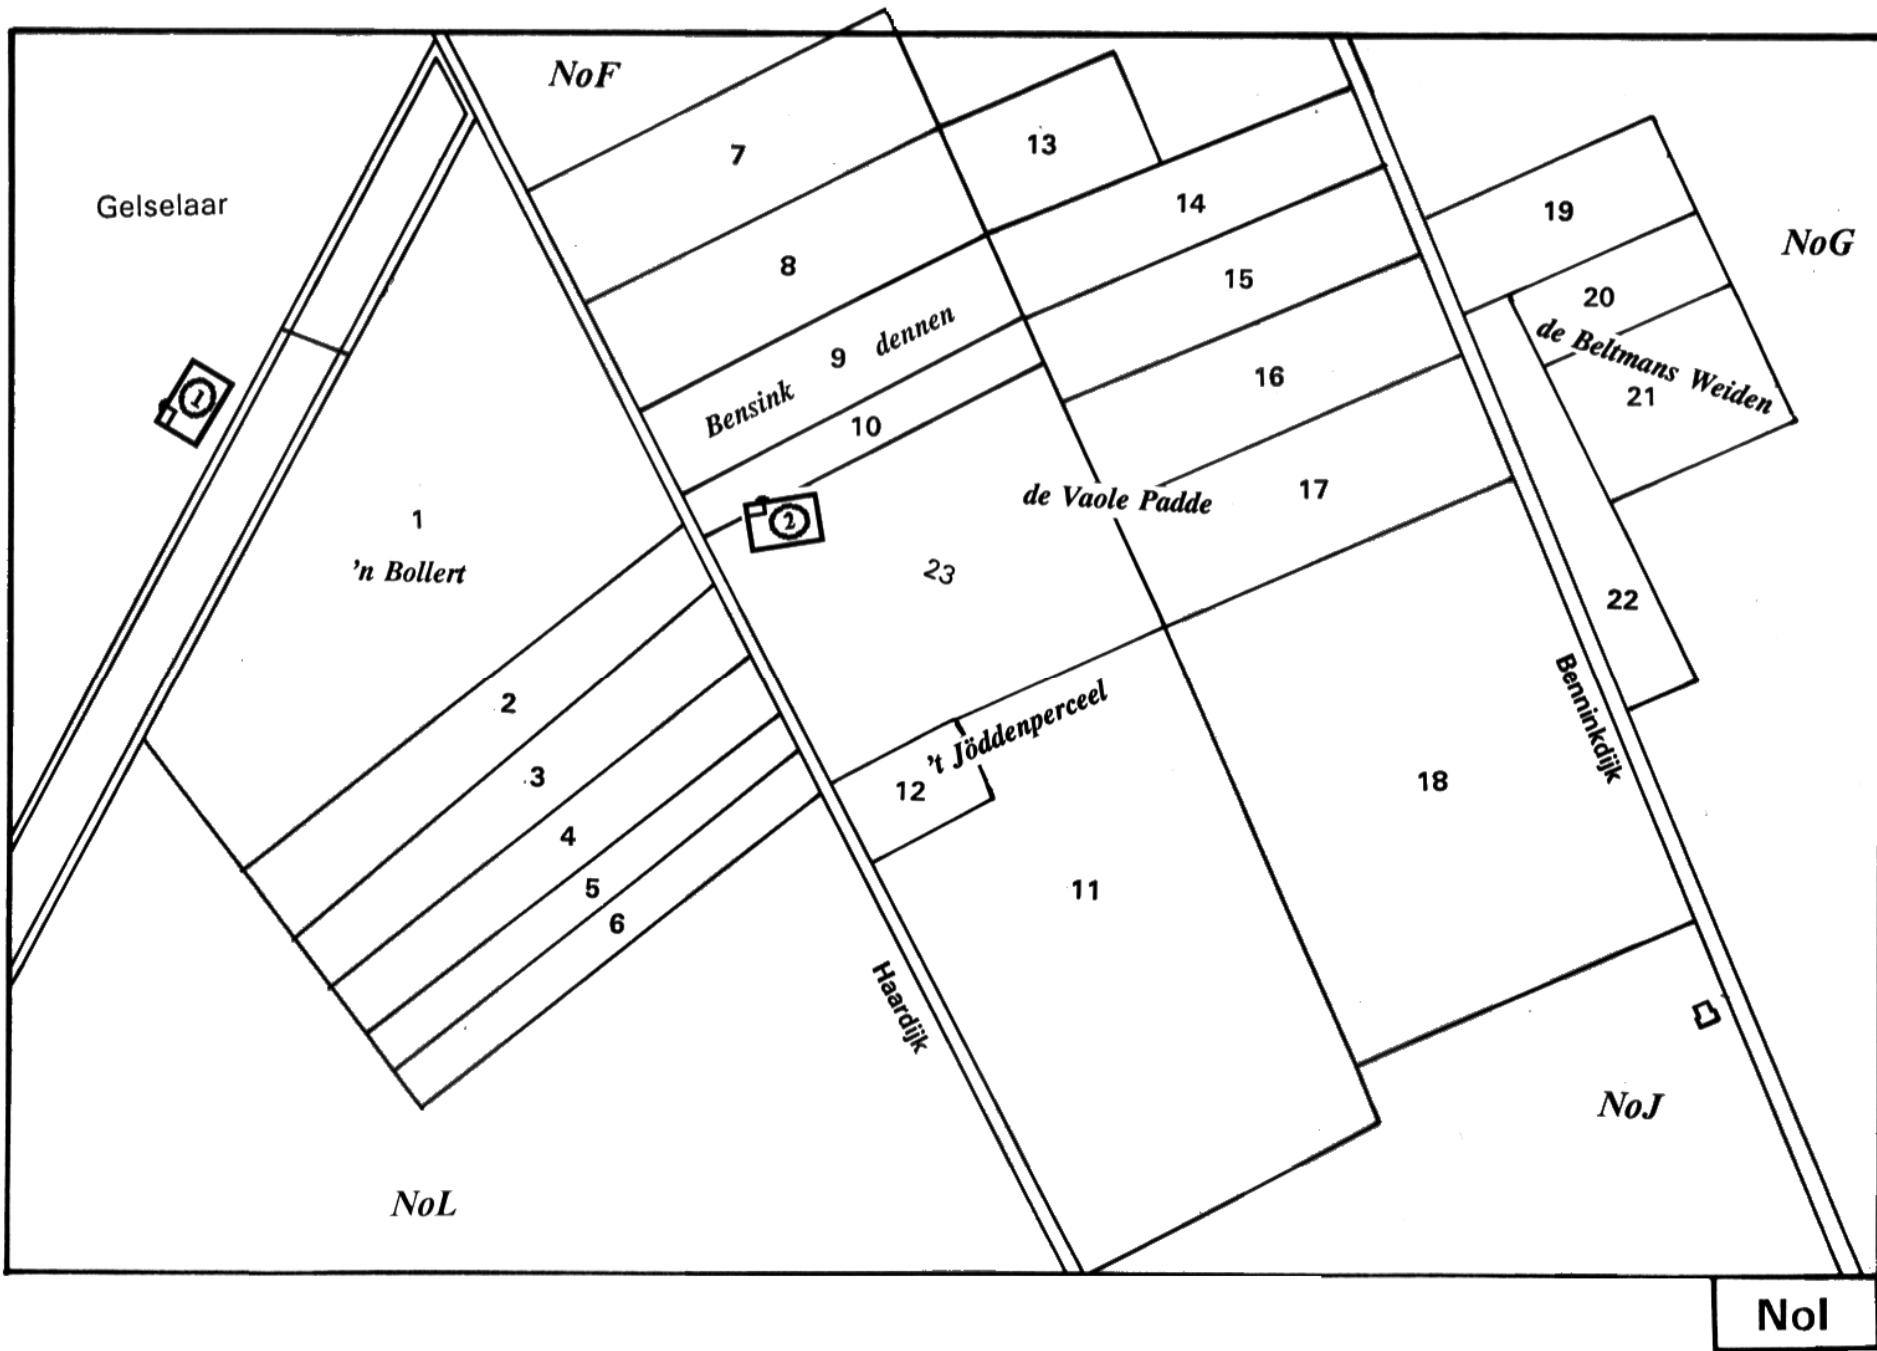 NoF
7
13
Gelselaar
14
19
NoG
8
15
20
9
dennen
de Beltmans Weiden
1
Bensink
16
21
10
de Vaole Padde
17
1
2
'n Bollert
23
22
2
't Jöddenperceel
Benninkdijk
3
12
18
4
5
11
6
Haardijk
NoJ
NoL
NoI